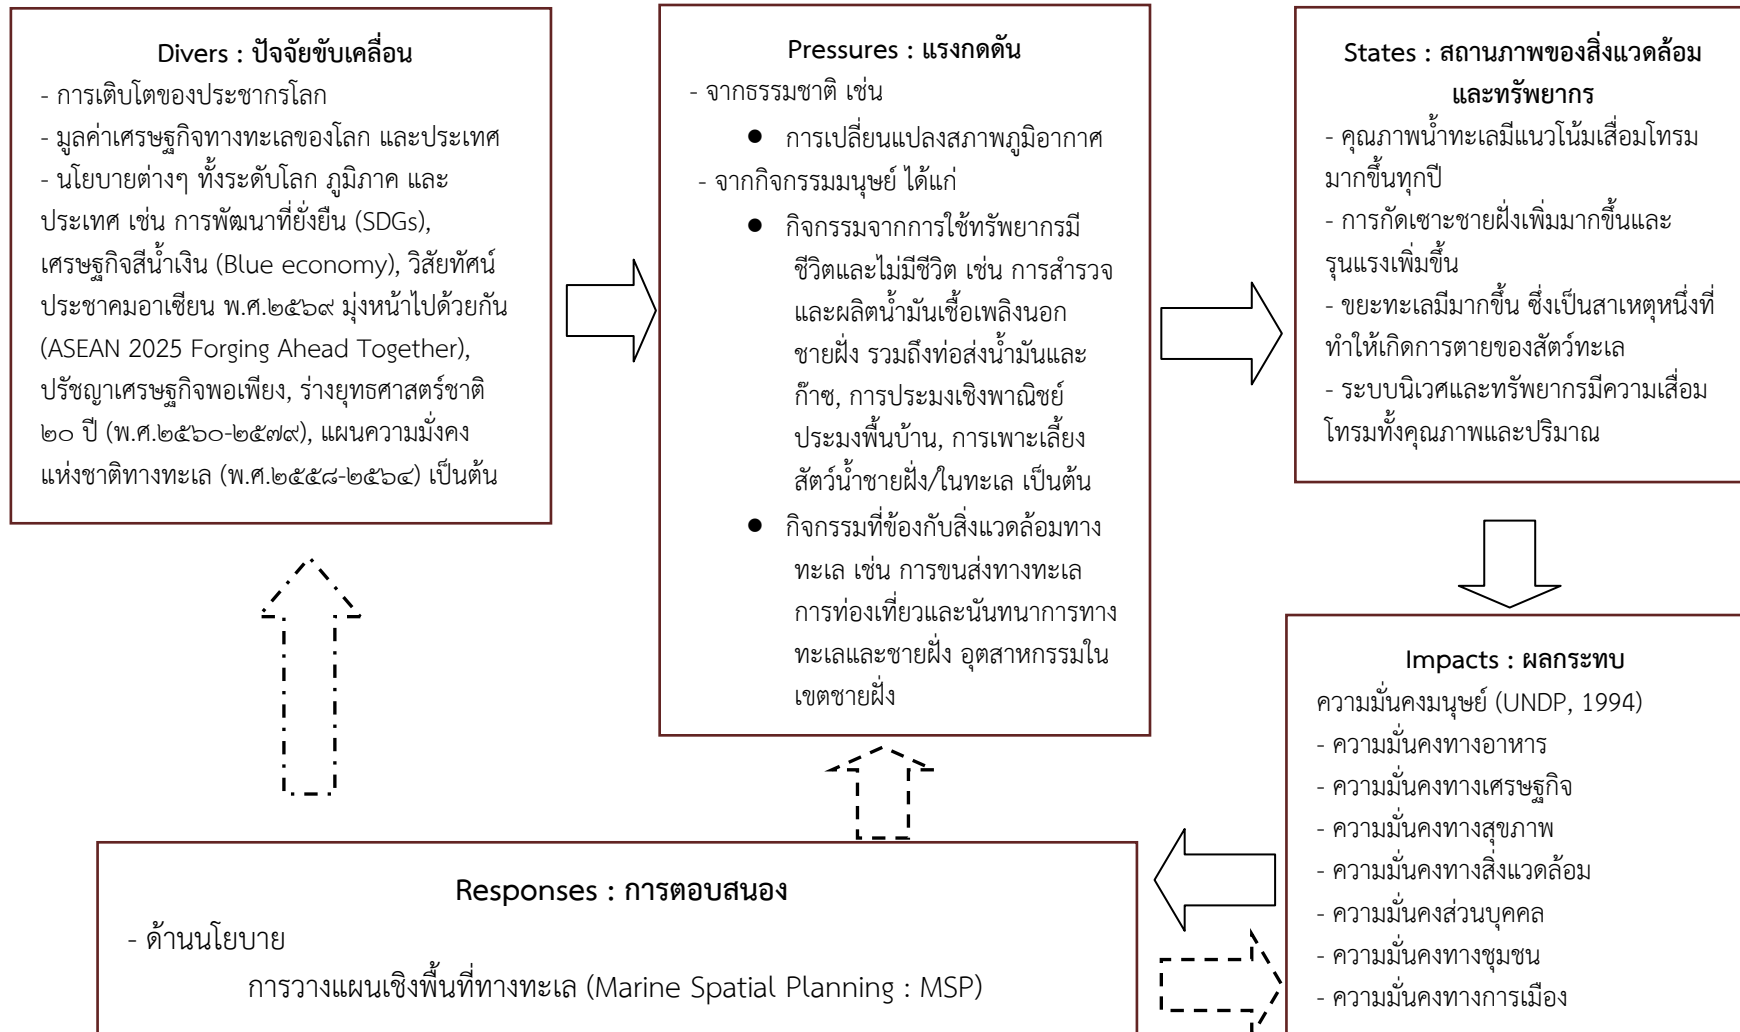 Divers : ปัจจัยขับเคลื่อน
- การเติบโตของประชากรโลก
- มูลค่าเศรษฐกิจทางทะเลของโลก และประเทศ
- นโยบายต่างๆ ทั้งระดับโลก ภูมิภาค และ
ประเทศ เช่น การพัฒนาที่ยั่งยืน (SDGs),
เศรษฐกิจสีน้ำเงิน (Blue economy), วิสัยทัศน์
ประชาคมอาเซียน พ.ศ.๒๕๖๙ มุ่งหน้าไปด้วยกัน
(ASEAN 2025 Forging Ahead Together),
ปรัชญาเศรษฐกิจพอเพียง, ร่างยุทธศาสตร์ชาติ
๒๐ ปี (พ.ศ.๒๕๖๐-๒๕๗๙), แผนความมั่งคง
แห่งชาติทางทะเล (พ.ศ.๒๕๕๘-๒๕๖๔) เป็นต้น
Pressures : แรงกดดัน
- จากธรรมชาติ เช่น
● การเปลี่ยนแปลงสภาพภูมิอากาศ
- จากกิจกรรมมนุษย์ ได้แก่
● กิจกรรมจากการใช้ทรัพยากรมี
ชีวิตและไม่มีชีวิต เช่น การสำรวจ
และผลิตน้ำมันเชื้อเพลิงนอก
ชายฝั่ง รวมถึงท่อส่งน้ำมันและ
ก๊าซ, การประมงเชิงพาณิชย์
ประมงพื้นบ้าน, การเพาะเลี้ยง
สัตว์น้ำชายฝั่ง/ในทะเล เป็นต้น
● กิจกรรมที่ข้องกับสิ่งแวดล้อมทาง
ทะเล เช่น การขนส่งทางทะเล
การท่องเที่ยวและนันทนาการทาง
ทะเลและชายฝั่ง อุตสาหกรรมใน
เขตชายฝั่ง
States : สถานภาพของสิ่งแวดล้อม
และทรัพยากร
- คุณภาพน้ำทะเลมีแนวโน้มเสื่อมโทรม
มากขึ้นทุกปี
- การกัดเซาะชายฝั่งเพิ่มมากขึ้นและ
รุนแรงเพิ่มขึ้น
- ขยะทะเลมีมากขึ้น ซึ่งเป็นสาเหตุหนึ่งที่
ทำให้เกิดการตายของสัตว์ทะเล
- ระบบนิเวศและทรัพยากรมีความเสื่อม
โทรมทั้งคุณภาพและปริมาณ
Impacts : ผลกระทบ
ความมั่นคงมนุษย์ (UNDP, 1994)
- ความมั่นคงทางอาหาร
- ความมั่นคงทางเศรษฐกิจ
- ความมั่นคงทางสุขภาพ
- ความมั่นคงทางสิ่งแวดล้อม
- ความมั่นคงส่วนบุคคล
- ความมั่นคงทางชุมชน
- ความมั่นคงทางการเมือง
Responses : การตอบสนอง
- ด้านนโยบาย
การวางแผนเชิงพื้นที่ทางทะเล (Marine Spatial Planning : MSP)